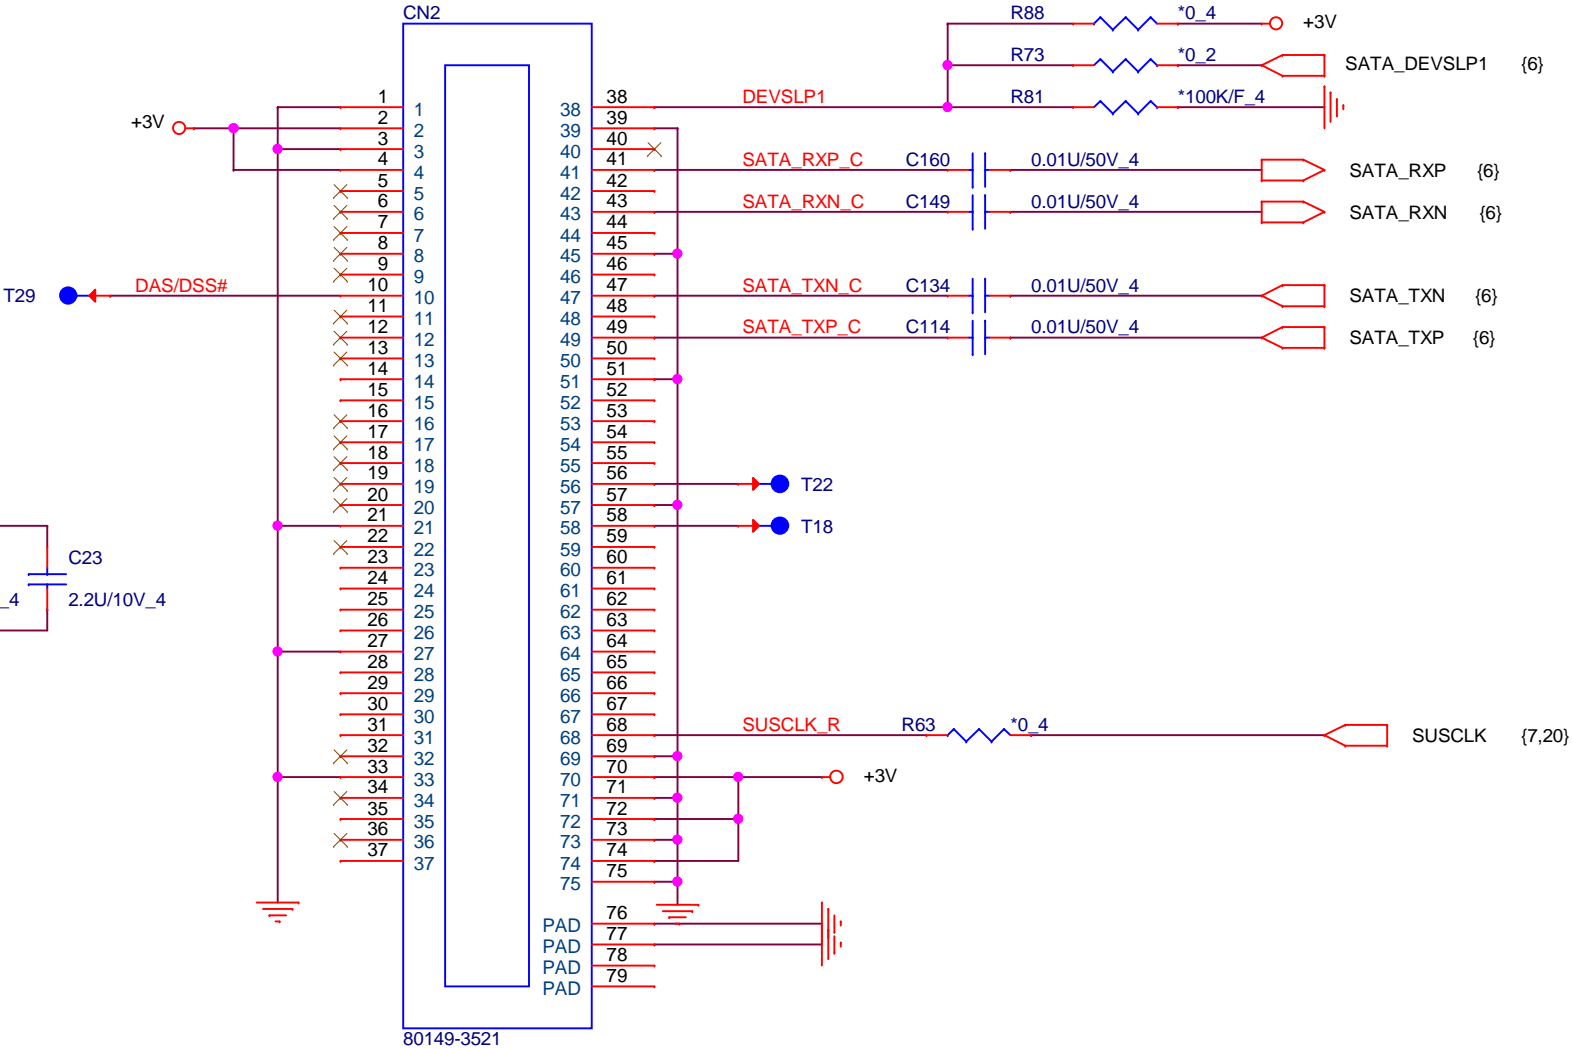 CN2
R88 *0_4 +3V
R73 *0_2 SATA_DEVSLP1 {6}
38 DEVSLP1 R81 *100K/F_4
1 1 38
39
+3V 2 2 39
40
3 3 40
41 SATA_RXP_C C160 0.01U/50V_4 SATA_RXP {6}
4 4 41
42
5 5 42
43 SATA_RXN_C C149 0.01U/50V_4 SATA_RXN {6}
6 6 43
44
7 7 44
45
8 8 45
46
9 9 46
47 SATA_TXN_C C134 0.01U/50V_4 SATA_TXN {6}
T29 DAS/DSS# 10 10 47
48
11 11 48
49 SATA_TXP_C C114 0.01U/50V_4 SATA_TXP {6}
12 12 49
50
13 13 50
51
14 14 51
52
15 15 52
53
16 16 53
54
17 17 54
55
18 18 55
56 T22
19 19 56
57
20 20 57
58 T18
21 21 58
59
22 22 59
60
C23 23 23 60
61
24 24 61
62
_4 2.2U/10V_4 25 25 62
63
26 26 63
64
27 27 64
65
28 28 65
66
29 29 66
67
30 30 67
68 SUSCLK_R R63 *0_4 SUSCLK {7,20}
31 31 68
69
32 32 69
70 +3V
33 33 70
71
34 34 71
72
35 35 72
73
36 36 73
74
37 37 74
75
75
76
PAD
77
PAD
78
PAD
79
PAD
80149-3521